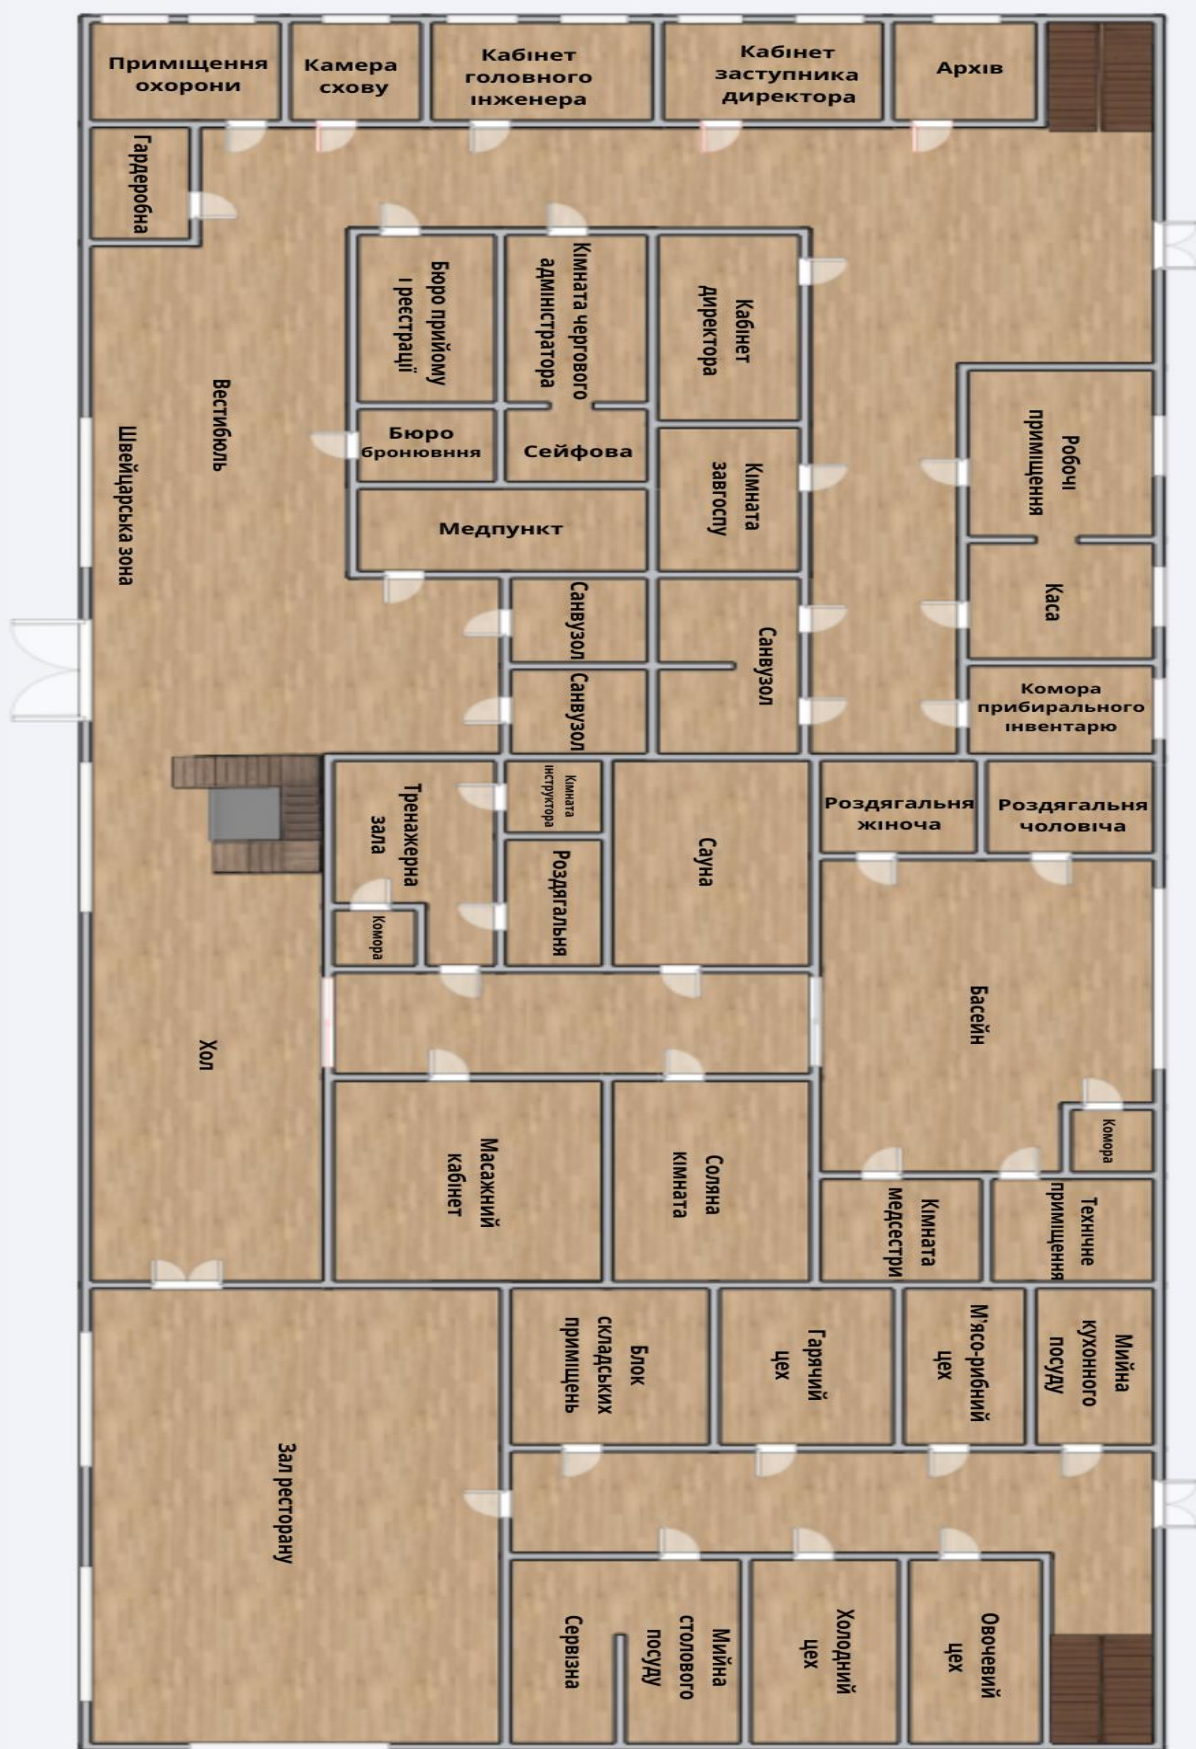 Приміщення
охорони
Камера
схову
Кабінет
головного
інженера
Кабінет
заступника
директора
Архів
Гардеробна
Бюро прийому
і реєстрації
Кімната чергового
адміністратора
Кабінет
директора
Вестибюль
Швейцарська зона
Бюро
бронювння
Сейфова
Кімната
завгоспу
Робочі
приміщення
Медпункт
Каса
Санвузол
Санвузол
Санвузол
Комора
прибирального
інвентарю
Тренажерна
зала
Кімната
інструктора
Сауна
Роздягальня
жіноча
Роздягальня
чоловіча
Роздягальня
Комора
Хол
Басейн
Масажний
кабінет
Соляна
кімната
Комора
Кімната
медсестри
Технічне
приміщення
Блок
складських
приміщень
Гарячий
цех
М'ясо-рибний
цех
Мийна
кухонного
посуду
Зал ресторану
Сервізна
Мийна
столового
посуду
Холодний
цех
Овочевий
цех